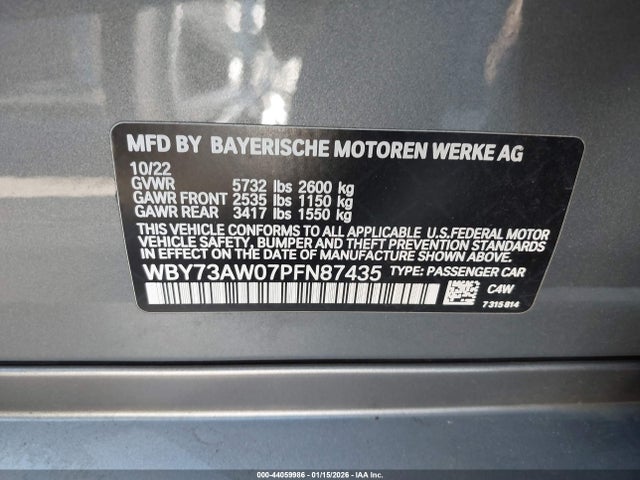 MFD BY BAYERISCHE MOTOREN WERKE AG
10/22
GVWR 5732 lbs 2600 kg
GAWR FRONT 2535 lbs 1150 kg
GAWR REAR 3417 lbs 1550 kg
THIS VEHICLE CONFORMS TO ALL APPLICABLE U.S.FEDERAL MOTOR
VEHICLE SAFETY, BUMPER AND THEFT PREVENTION STANDARDS
IN EFFECT ON THE DATE OF MANUFACTURE SHOWN ABOVE.
WBY73AW07PFN87435 TYPE: PASSENGER CAR
C4W
7 315 814
000-44059986 - 01/15/2026 - IAA Inc.